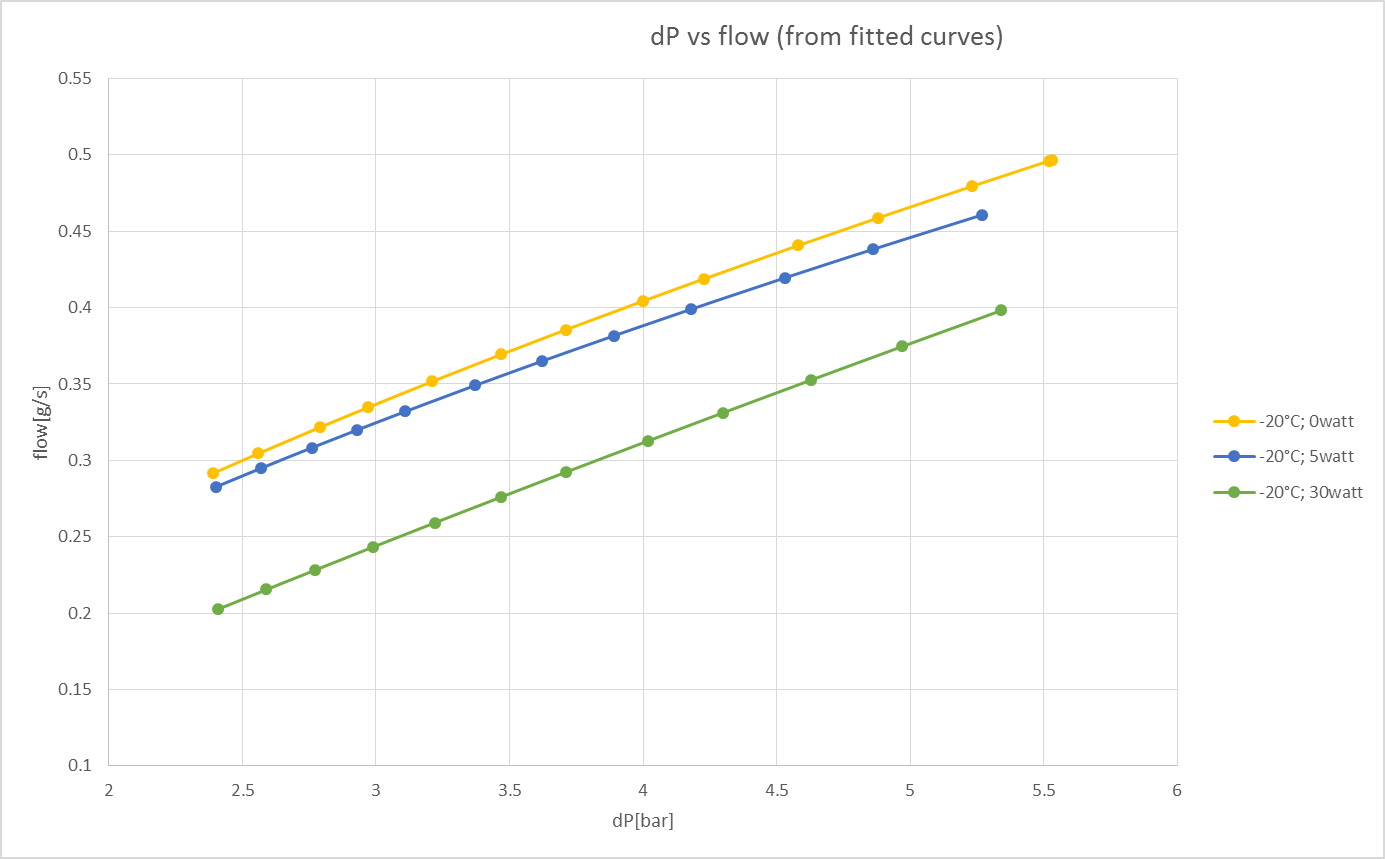 dP vs flow (from fitted curves)
0.55
0.5
0.45
0.4
0.35
0.3
0.25
0.2
0.15
0.1
flow[g/s]
2 2.5 3 3.5 4 4.5 5 5.5 6
dP[bar]
-20°C; 0watt
-20°C; 5watt
-20°C; 30watt